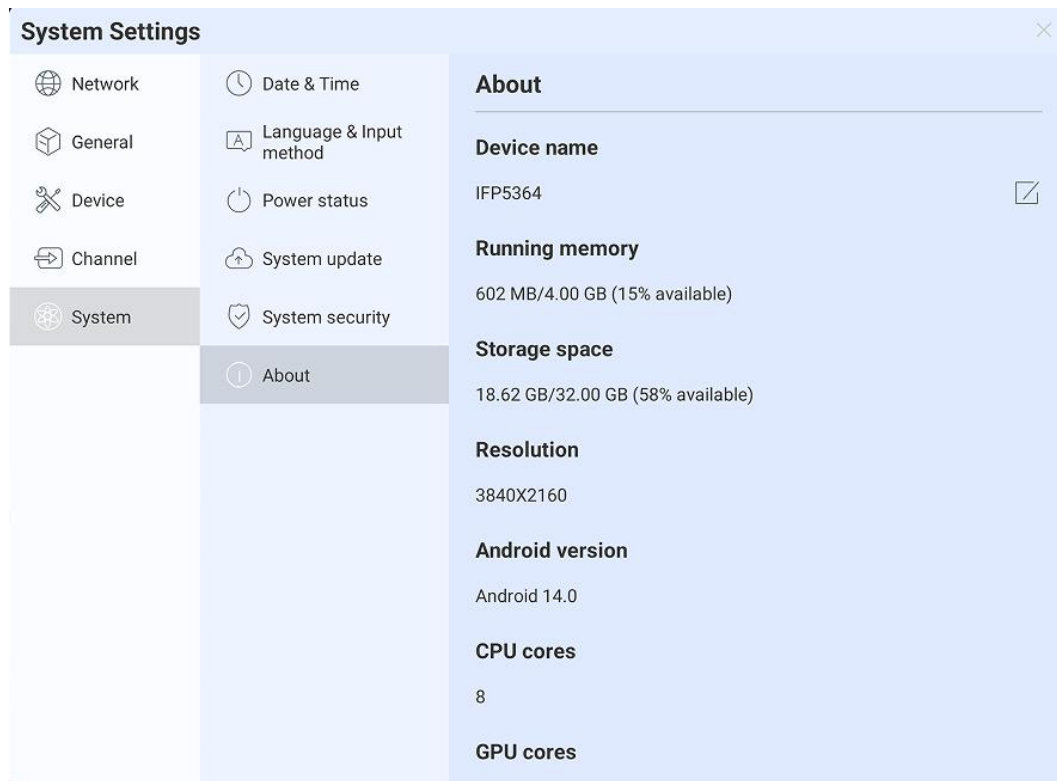 System Settings
Network
General
Device
Channel
System
Date & Time
Language & Input
method
Power status
System update
System security
About
About
Device name
IFP5364
Running memory
602 MB/4.00 GB (15% available)
Storage space
18.62 GB/32.00 GB (58% available)
Resolution
3840X2160
Android version
Android 14.0
CPU cores
8
GPU cores